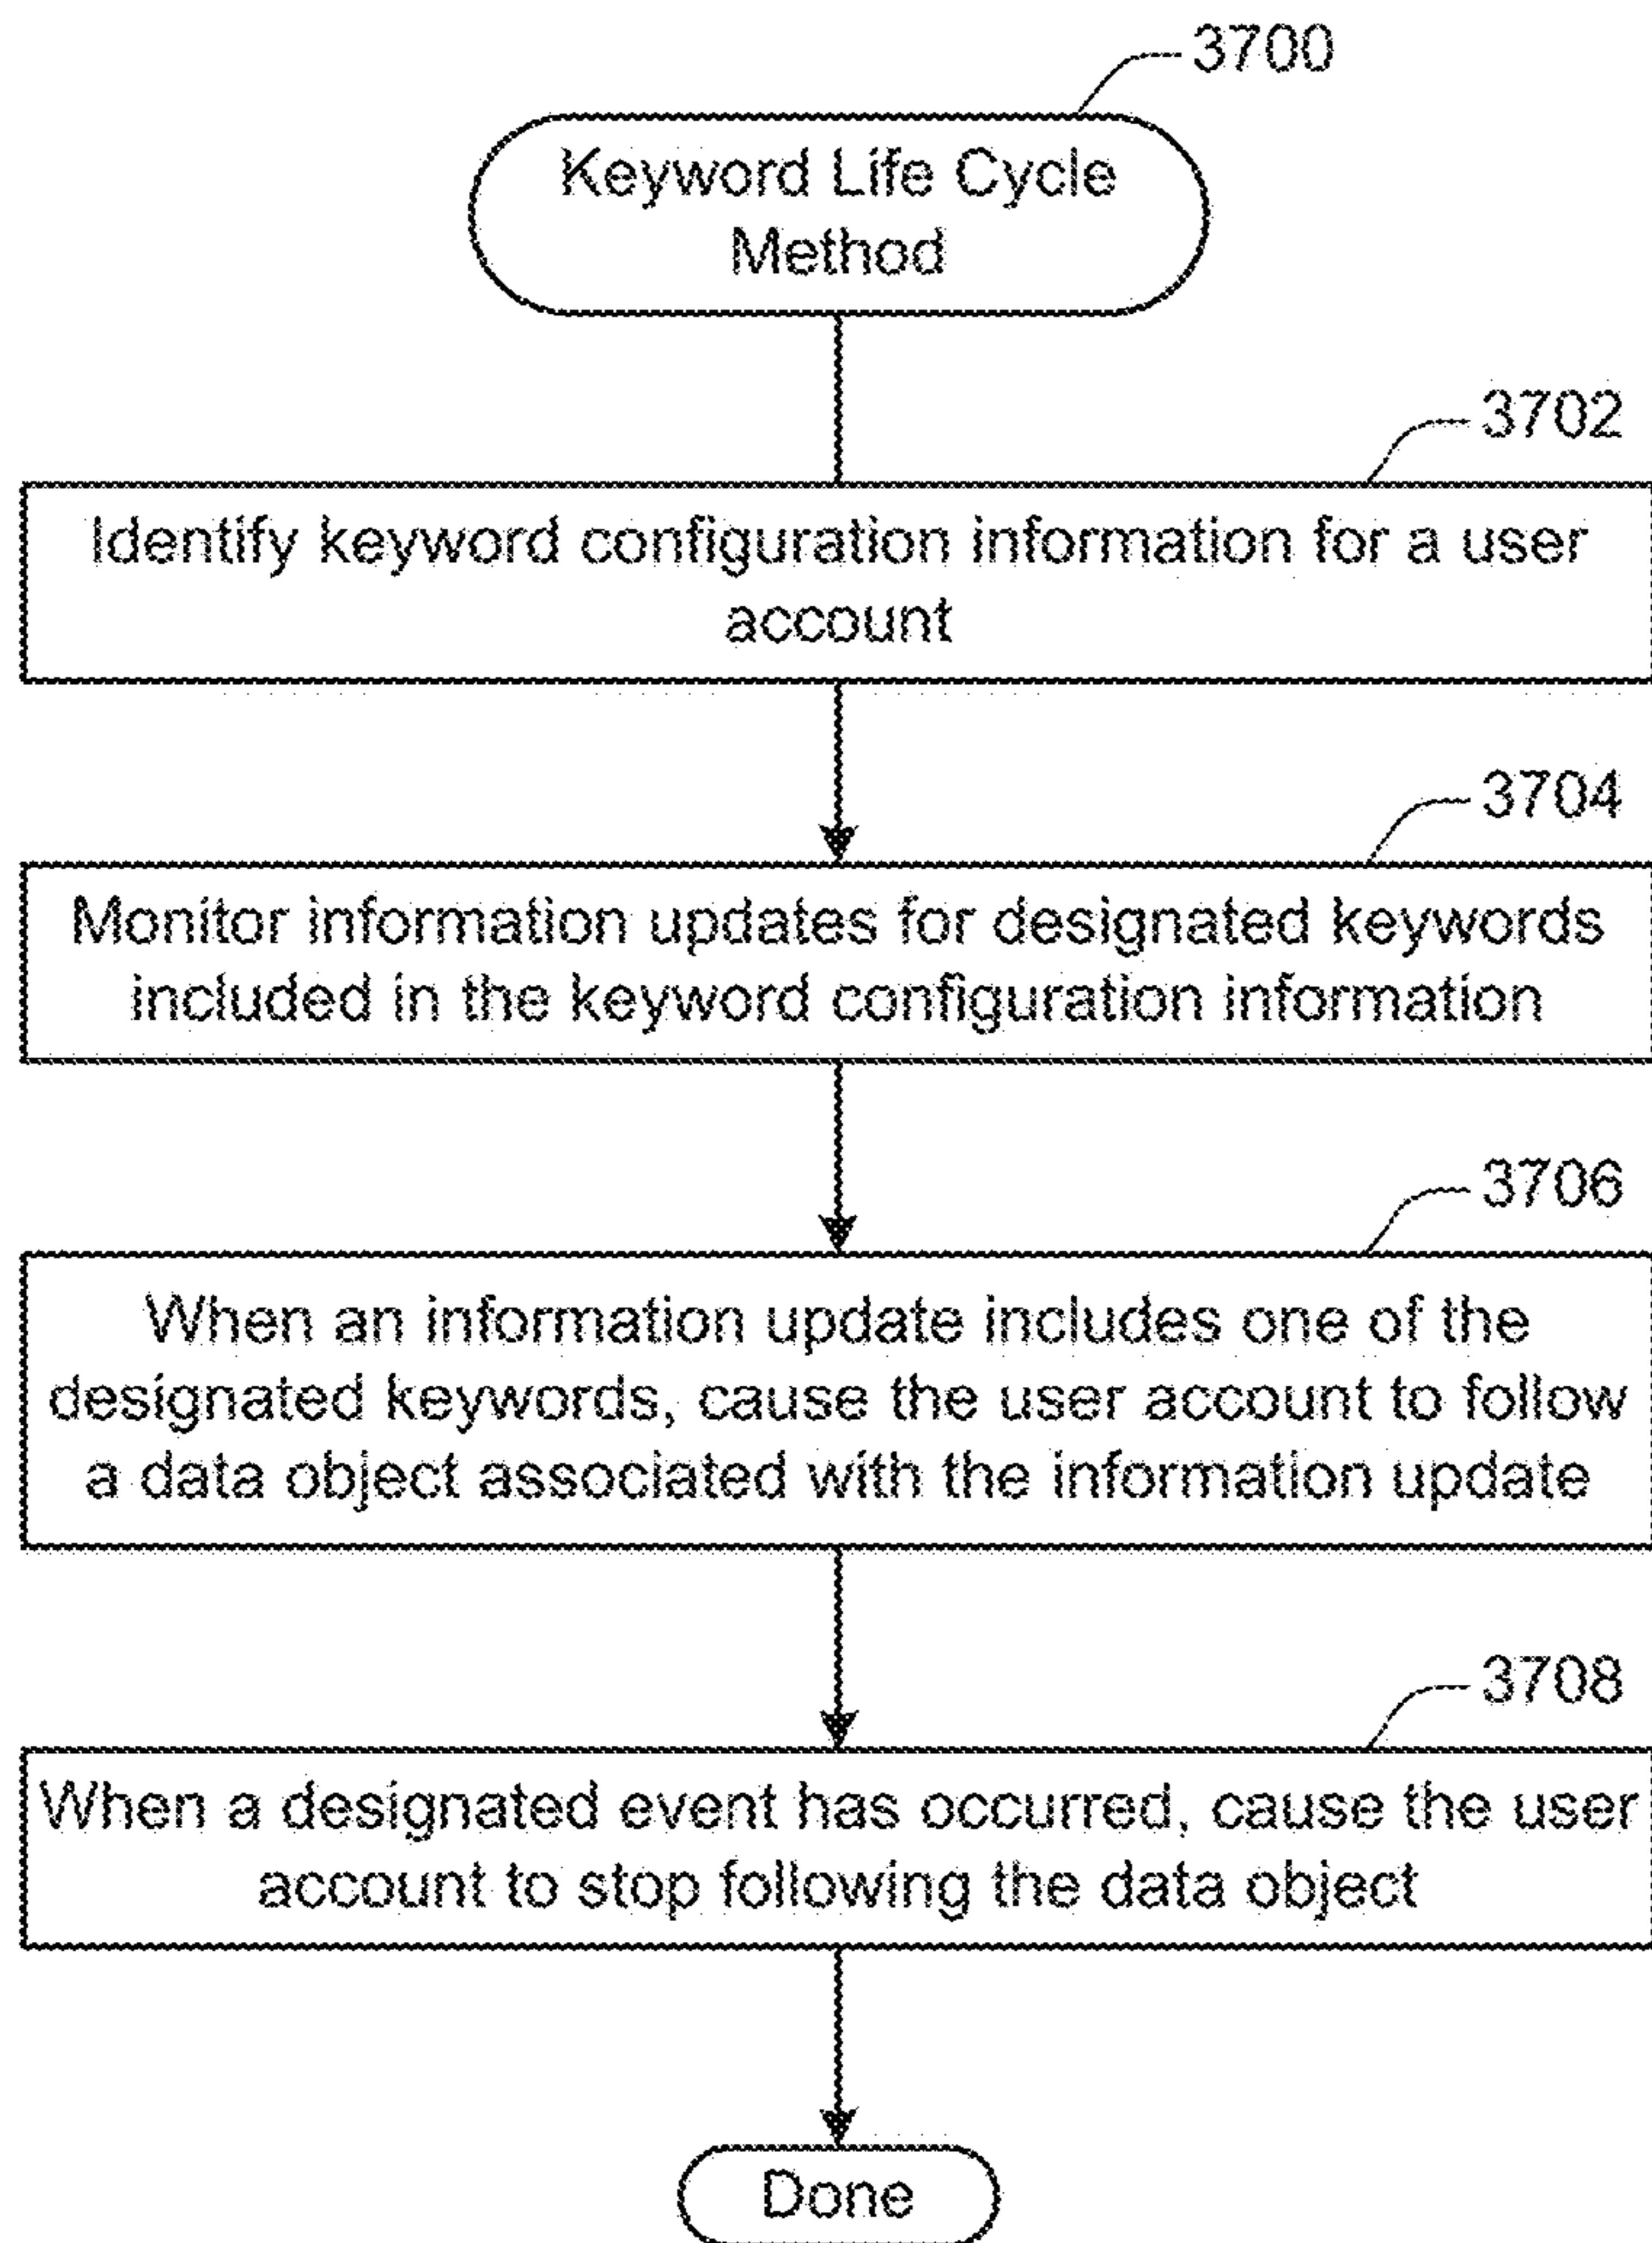 3700
Keyword Life Cycle
Method
3702
Identify keyword configuration information for a user
account
3704
Monitor information updates for designated keywords
included in the keyword configuration information
3706
When an information update includes one of the
designated keywords, cause the user account to follow
a data object associated with the information update
3708
When a designated event has occurred, cause the user
account to stop following the data object
Done